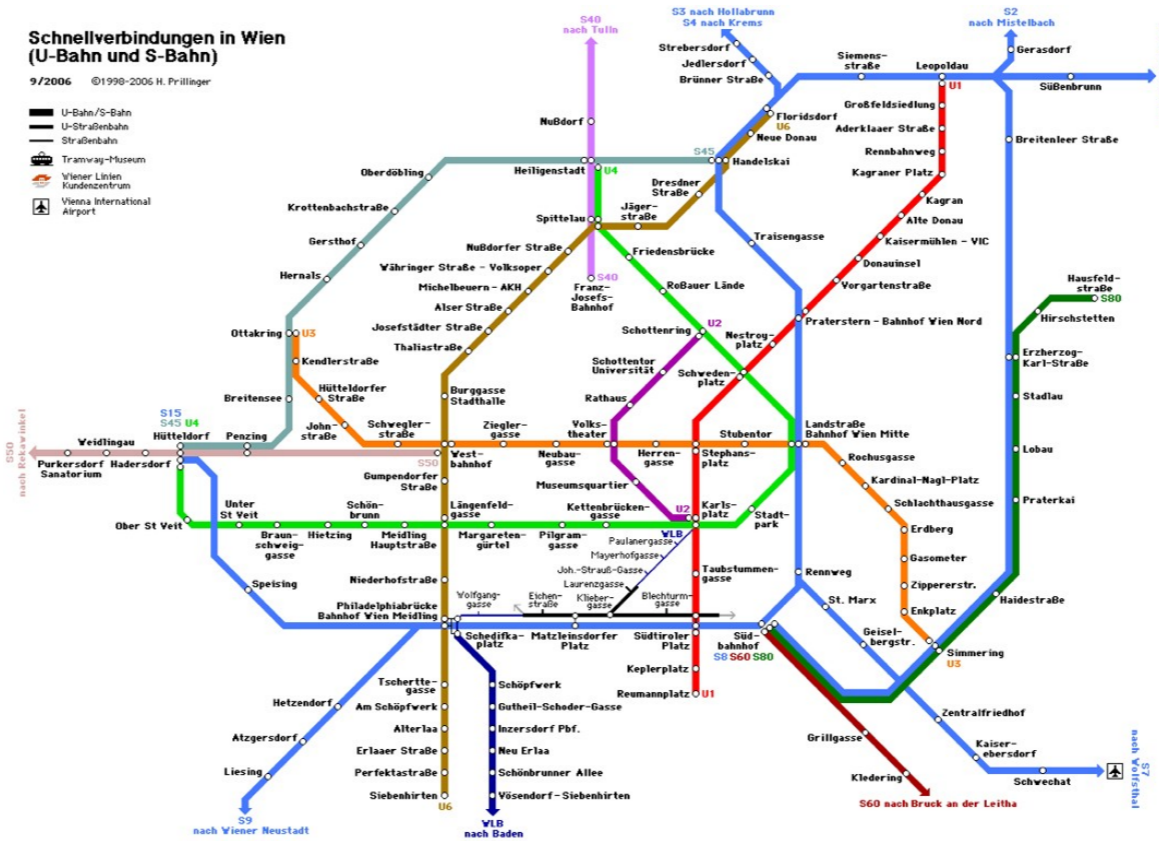 Schnellverbindungen in Wien
(U-Bahn und S-Bahn)
9/2006 ©1998-2006 H. Prillinger
U-Bahn/S-Bahn
U-Straßenbahn
Straßenbahn
Tramway-Museum
Wiener Linien
Kundenzentrum
Vienna International
Airport
S40
nach Tulln
S3 nach Hollabrunn
S4 nach Krems
S2
nach Mistelbach
Strebersdorf
Jedlersdorf
Brünner Straße
Siemens-
straße
Leopoldau
Gerasdorf
Süßenbrunn
U1
Großfeldsiedlung
Aderklaaer Straße
Rennbahnweg
Kagraner Platz
Breitenleer Straße
Nußdorf
Floridsdorf
U6
Neue Donau
S45
Handelskai
Heiligenstadt
U4
Oberdöbling
Dresdner
Straße
Kagran
Alte Donau
Kaisermühlen - VIC
Donauinsel
Vorgartenstraße
Krottenbachstraße
Spittelau
Jäger-
straße
Traisengasse
Gersthof
Nußdorfer Straße
Friedensbrücke
Hernals
Währinger Straße - Volksoper
Michelbeuern - AKH
S40
Franz-
Josefs-
Bahnhof
Roßauer Lände
Hausfeld-
straße
S80
Hirschstetten
Alser Straße
Josefstädter Straße
Thaliastraße
Schottenring
U2
Nestroy-
platz
Praterstern - Bahnhof Wien Nord
Ottakring
U3
Kendlerstraße
Schottentor
Universität
Schweden-
platz
Erzherzog-
Karl-Straße
Breitensee
Hütteldorfer
Straße
Burggasse
Stadthalle
Rathaus
Stadlau
S15
S45 U4
Hütteldorf
Penzing
John-
straße
Schwegler-
straße
Ziegler-
gasse
Volks-
theater
Stubentor
Landstraße
Bahnhof Wien Mitte
S50
nach Rekawinkel
Weidlingau
Purkersdorf
Sanatorium
Hadersdorf
S50
West-
bahnhof
Neubau-
gasse
Herren-
gasse
Stephans-
platz
Rochusgasse
Lobau
Gumpendorfer
Straße
Museumsquartier
Kardinal-Nagl-Platz
Schlachthausgasse
Praterkai
Ober St Veit
Unter
St Veit
Braun-
schweig-
gasse
Hietzing
Schön-
brunn
Meidling
Hauptstraße
Längenfeld-
gasse
Margareten-
gürtel
Pilgram-
gasse
Kettenbrücken-
gasse
U2
Karls-
platz
Stadt-
park
Erdberg
WLB
Paulanergasse
Mayerhofgasse
Joh.-Strauß-Gasse
Laurenzgasse
Gasometer
Zippererstr.
Enkplatz
Speising
Niederhofstraße
Taubstummen-
gasse
Rennweg
St. Marx
Haidestraße
Philadelphiabrücke
Bahnhof Wien Meidling
Wolfgang-
gasse
Eichen-
straße
Klieber-
gasse
Blechturm-
gasse
Schedifka-
platz
Matzleinsdorfer
Platz
Südtiroler
Platz
Süd-
bahnhof
S8 S60 S80
Geisel-
bergstr.
Simmering
U3
Keplerplatz
Reumannplatz
U1
Hetzendorf
Atzgersdorf
Liesing
S9
nach Wiener Neustadt
Tschertte-
gasse
Am Schöpfwerk
Alterlaa
Erlaaer Straße
Perfektastraße
Siebenhirten
U6
Schöpfwerk
Gutheil-Schoder-Gasse
Inzersdorf Pbf.
Neu Erlaa
Schönbrunner Allee
Vösendorf-Siebenhirten
WLB
nach Baden
Grillgasse
Kledering
S60 nach Bruck an der Leitha
Zentralfriedhof
Kaiser-
ebersdorf
Schwechat
S7
nach Wolfsthal